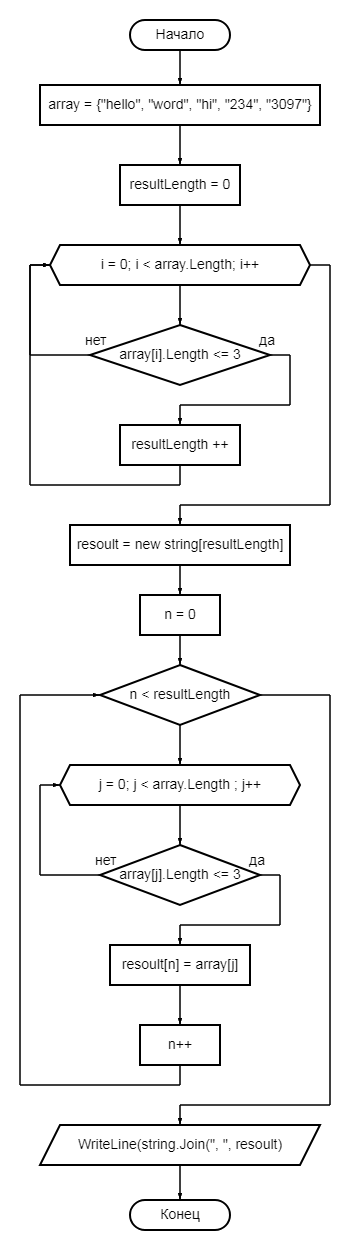 Начало
array = {"hello", "word", "hi", "234", "3097"}
resultLength = 0
i = 0; i < array.Length; i++
нет
да
array[i].Length <= 3
resultLength ++
resoult = new string[resultLength]
n = 0
n < resultLength
j = 0; j < array.Length ; j++
нет
да
array[j].Length <= 3
resoult[n] = array[j]
n++
WriteLine(string.Join(", ", resoult)
Конец